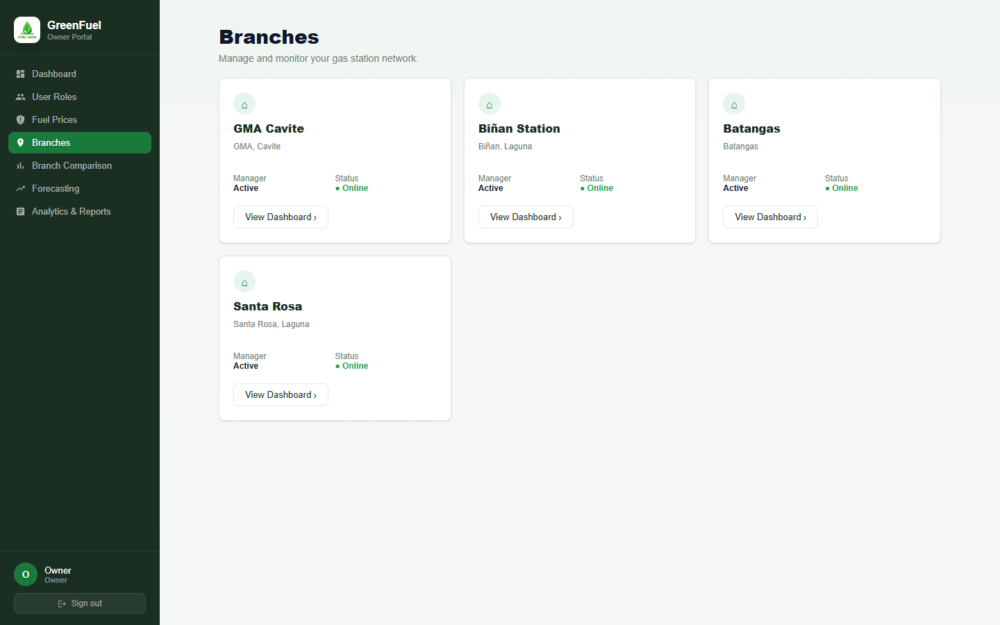 GreenFuel
Owner Portal
Dashboard
User Roles
Fuel Prices
Branches
Branch Comparison
Forecasting
Analytics & Reports
Owner
Owner
Sign out
Branches
Manage and monitor your gas station network.
GMA Cavite
GMA, Cavite
Manager Status
Active ● Online
View Dashboard ›
Biñan Station
Biñan, Laguna
Manager Status
Active ● Online
View Dashboard ›
Batangas
Batangas
Manager Status
Active ● Online
View Dashboard ›
Santa Rosa
Santa Rosa, Laguna
Manager Status
Active ● Online
View Dashboard ›
O